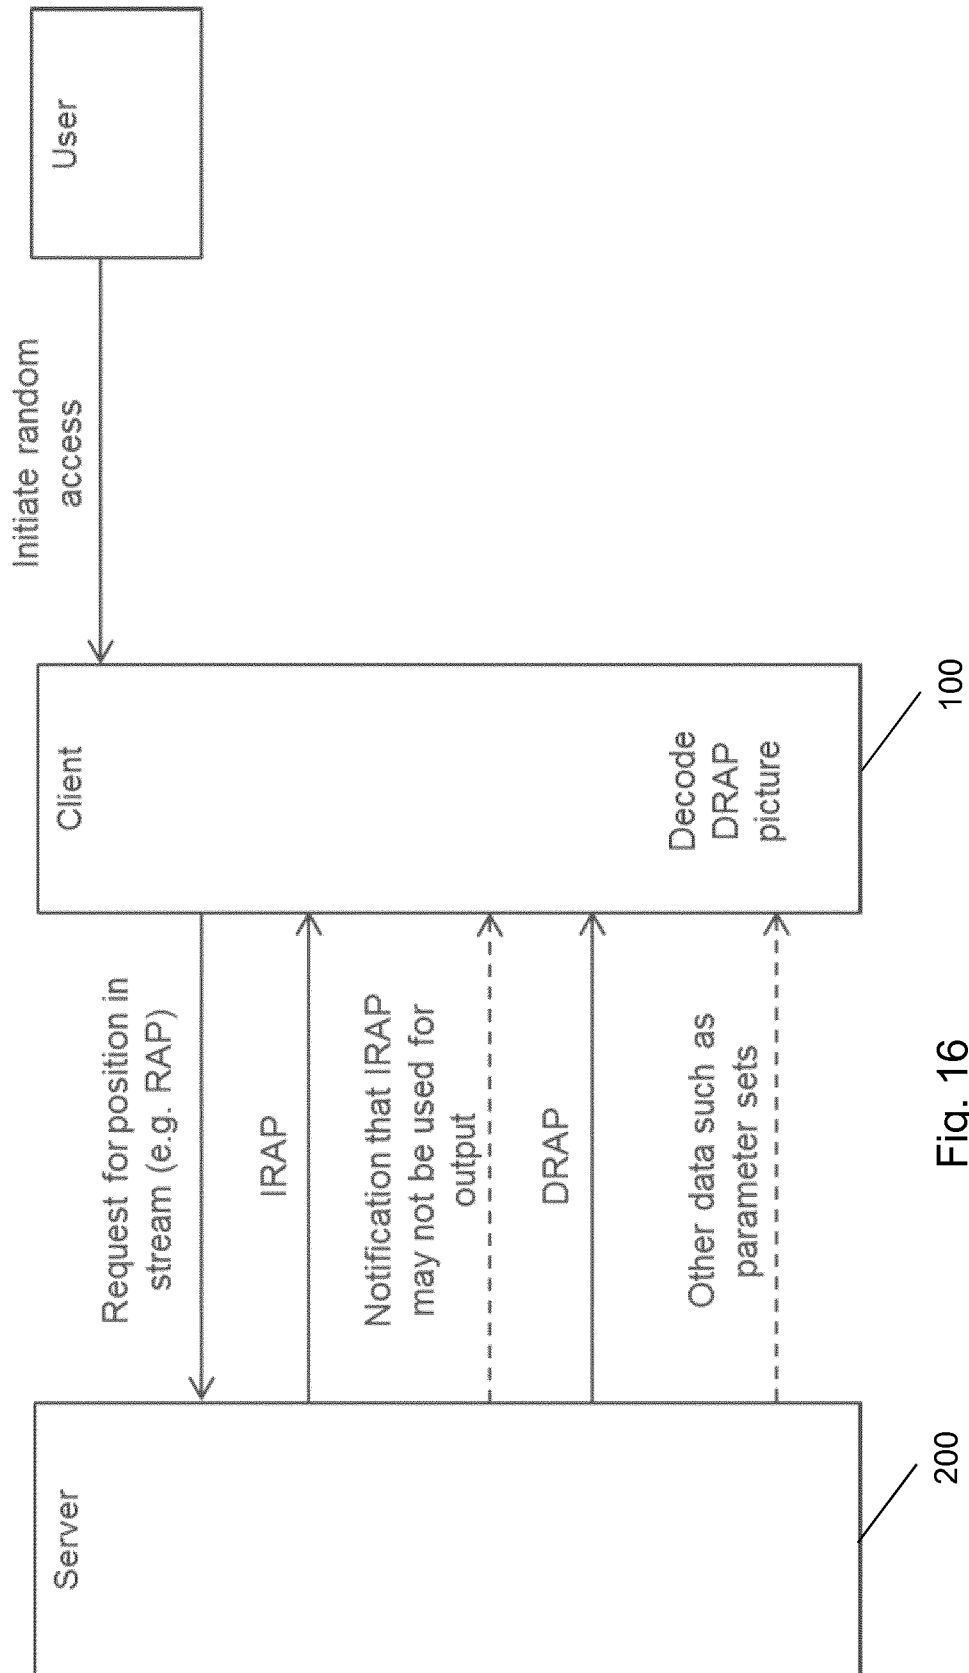 Server
Client
User
Initiate random
access
Request for position in
stream (e.g. RAP)
IRAP
Notification that IRAP
may not be used for
output
DRAP
Other data such as
parameter sets
Decode
DRAP
picture
200
100
Fig. 16